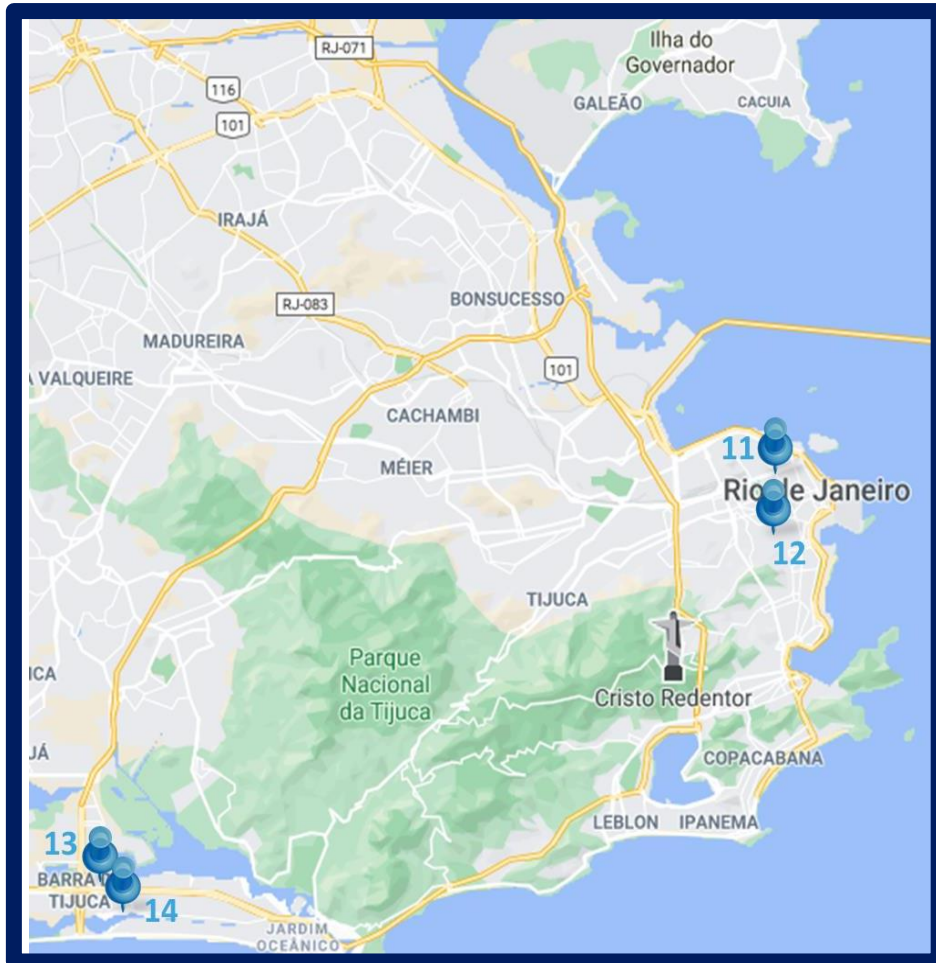 RJ-071
Ilha do
Governador
116
GALEÃO
CACUIA
101
IRAJÁ
BONSUCESSO
RJ-083
MADUREIRA
101
A VALQUEIRE
CACHAMBI
11
MÉIER
Rio de Janeiro
12
TIJUCA
Parque
Nacional
da Tijuca
ICA
Cristo Redentor
JÁ
COPACABANA
LEBLON
IPANEMA
13
BARRA D
TIJUCA
14
JARDIM
OCEÂNICO